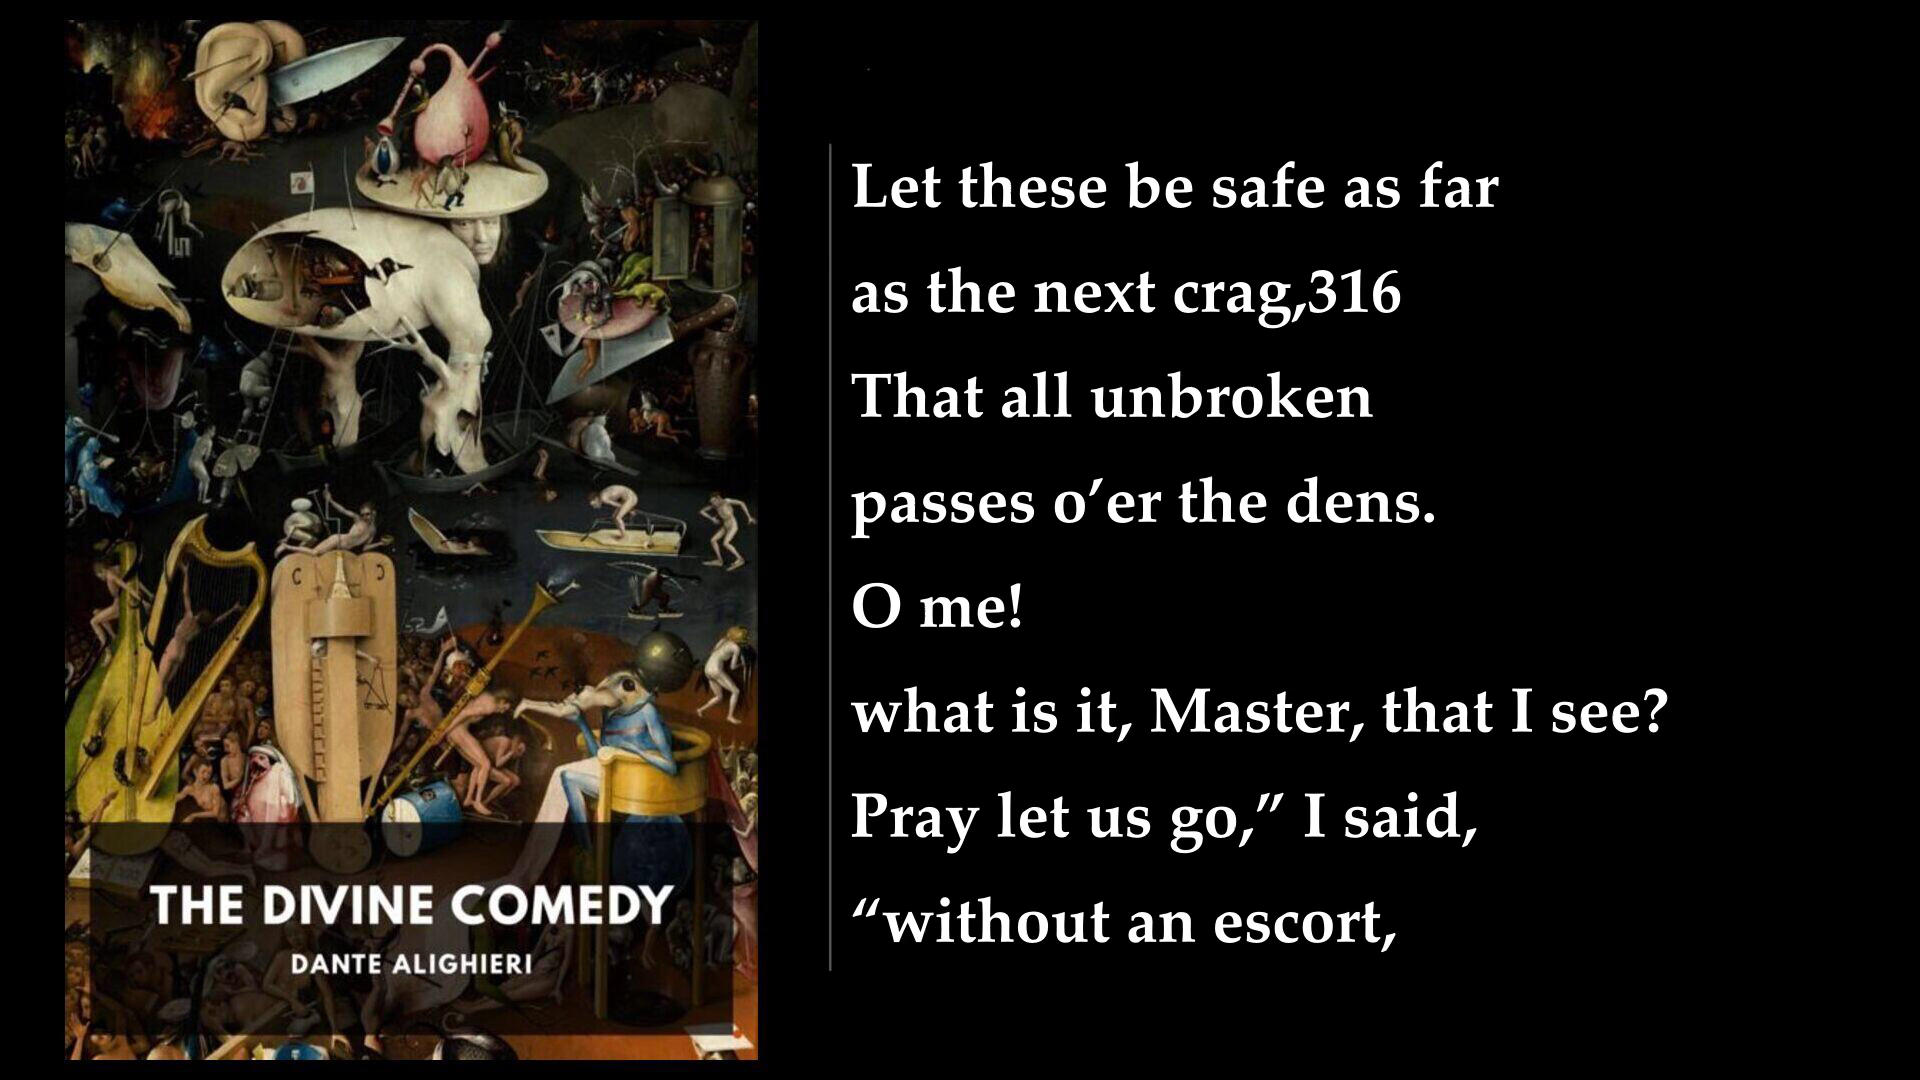 THE DIVINE COMEDY
DANTE ALIGHIERI
Let these be safe as far
as the next crag,316
That all unbroken
passes o’er the dens.
O me!
what is it, Master, that I see?
Pray let us go,” I said,
“without an escort,